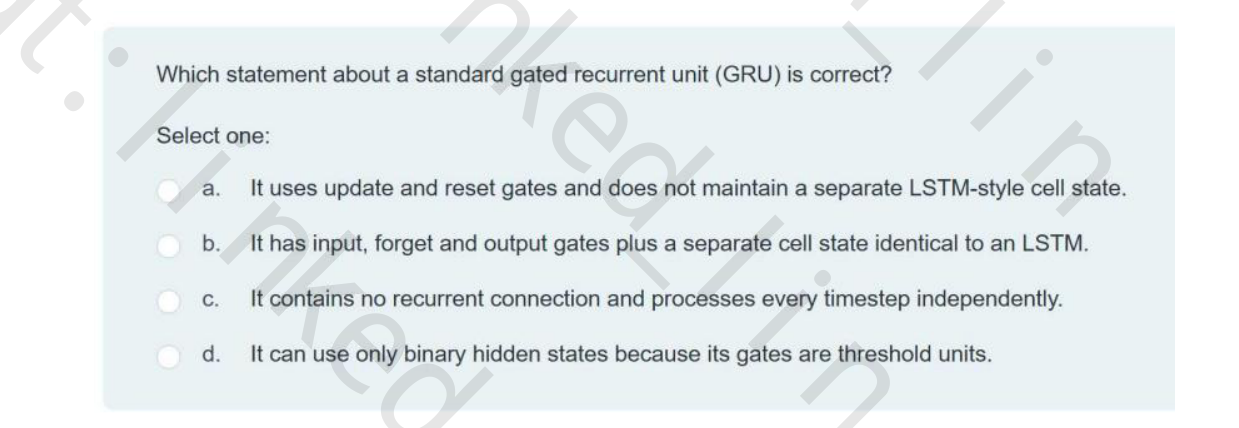 Which statement about a standard gated recurrent unit (GRU) is correct?
Select one:
a. It uses update and reset gates and does not maintain a separate LSTM-style cell state.
b. It has input, forget and output gates plus a separate cell state identical to an LSTM.
c. It contains no recurrent connection and processes every timestep independently.
d. It can use only binary hidden states because its gates are threshold units.